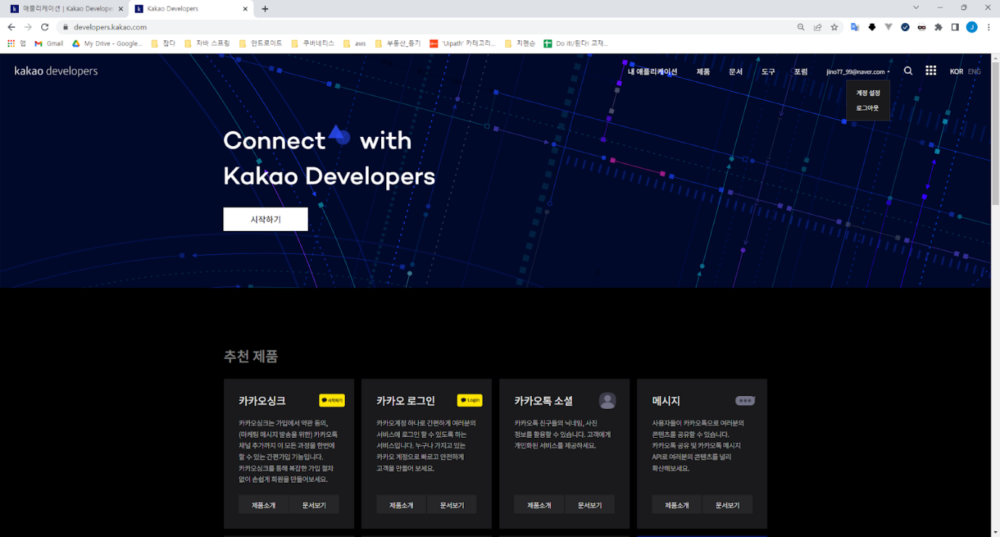 애플리케이션 | Kakao Develope
Kakao Developers
developers.kakao.com
앱
Gmail
My Drive - Google...
잡다
자바 스프링
안드로이드
쿠버네티스
aws
부동산_등기
'Uipath' 카테고리...
지멘슨
Do it!/된다! 교재...
kakao developers
내 애플리케이션
제품
문서
도구
포럼
jino77_99@naver.com
KOR ENG
계정 설정
로그아웃
Connect with
Kakao Developers
시작하기
추천 제품
카카오싱크
시작하기
카카오싱크는 가입에서 약관 동의,
(마케팅 메시지 발송을 위한) 카카오톡
채널 추가까지 이 모든 과정을 한번에
할 수 있는 간편가입 기능입니다.
카카오싱크를 통해 복잡한 가입 절차
없이 손쉽게 회원을 만들어보세요.
제품소개
문서보기
카카오 로그인
Login
카카오계정 하나로 간편하게 여러분의
서비스에 로그인 할 수 있도록 하는
서비스입니다. 누구나 가지고 있는
카카오 계정으로 빠르고 안전하게
고객을 만들어 보세요.
제품소개
문서보기
카카오톡 소셜
카카오톡 친구들의 닉네임, 사진
정보를 활용할 수 있습니다. 고객에게
개인화된 서비스를 제공하세요.
제품소개
문서보기
메시지
사용자들이 카카오톡으로 여러분의
콘텐츠를 공유할 수 있습니다.
카카오톡 공유 및 카카오톡 메시지
API로 여러분의 콘텐츠를 널리
확산해보세요.
제품소개
문서보기
J